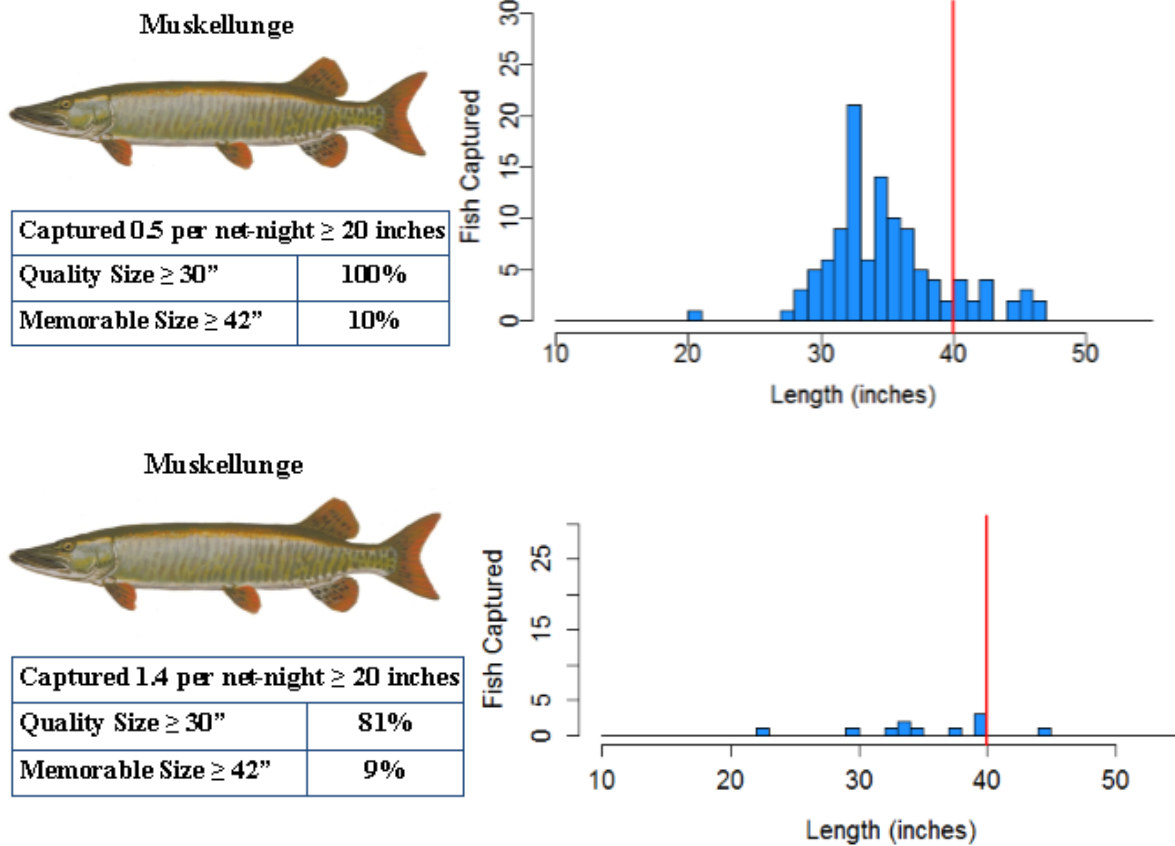 Muskellunge
Captured 0.5 per net-night ≥ 20 inches
Quality Size ≥ 30” 100%
Memorable Size ≥ 42” 10%
Fish Captured
0 5 10 15 20 25 30
10 20 30 40 50
Length (inches)
Muskellunge
Captured 1.4 per net-night ≥ 20 inches
Quality Size ≥ 30” 81%
Memorable Size ≥ 42” 9%
Fish Captured
0 5 15 25
10 20 30 40 50
Length (inches)